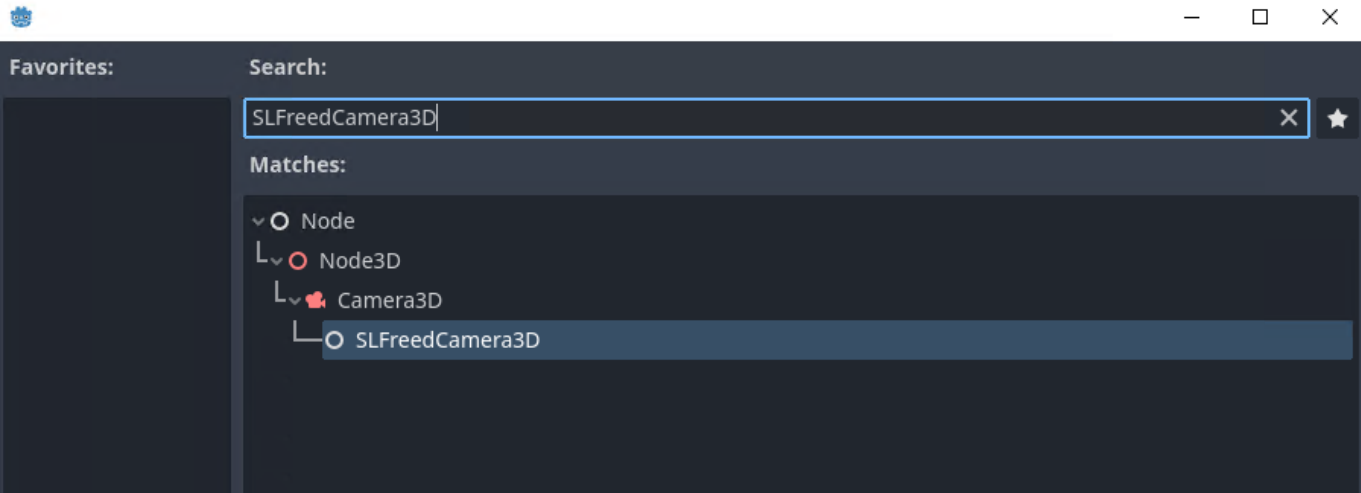 Favorites:
Search:
SLFreedCamera3D
Matches:
Node
Node3D
Camera3D
SLFreedCamera3D